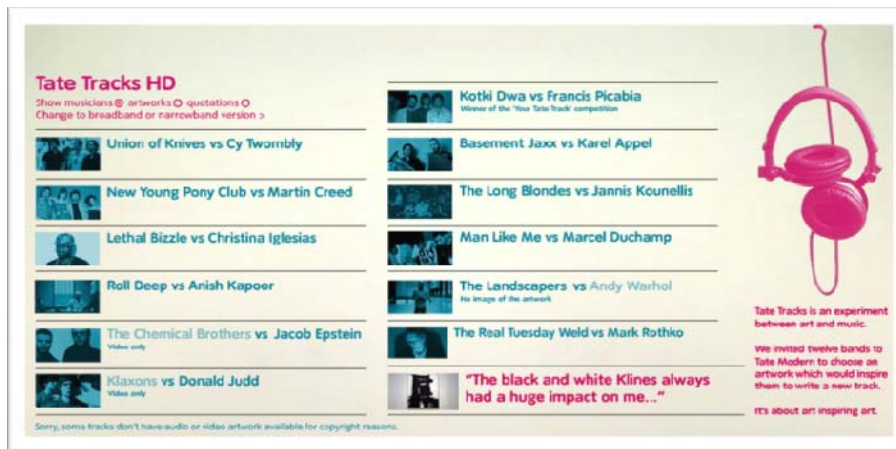 Tate Tracks HD
Show musicians artworks quotations
Change to broadband or narrowband version >
Union of Knives vs Cy Twombly
New Young Pony Club vs Martin Creed
Lethal Bizzle vs Christina Iglesias
Roll Deep vs Anish Kapoor
The Chemical Brothers vs Jacob Epstein
Video only
Klaxons vs Donald Judd
Video only
Sorry, some tracks don't have audio or video artwork available for copyright reasons.
Kotki Dwa vs Francis Picabia
Winner of the 'Your Tate Track' competition
Basement Jaxx vs Karel Appel
The Long Blondes vs Jannis Kounellis
Man Like Me vs Marcel Duchamp
The Landscapers vs Andy Warhol
No image of the artwork
The Real Tuesday Weld vs Mark Rothko
"The black and white Klines always
had a huge impact on me..."
Tate Tracks is an experiment
between art and music.
We invited twelve bands to
Tate Modern to choose an
artwork which would inspire
them to write a new track.
It's about art inspiring art.